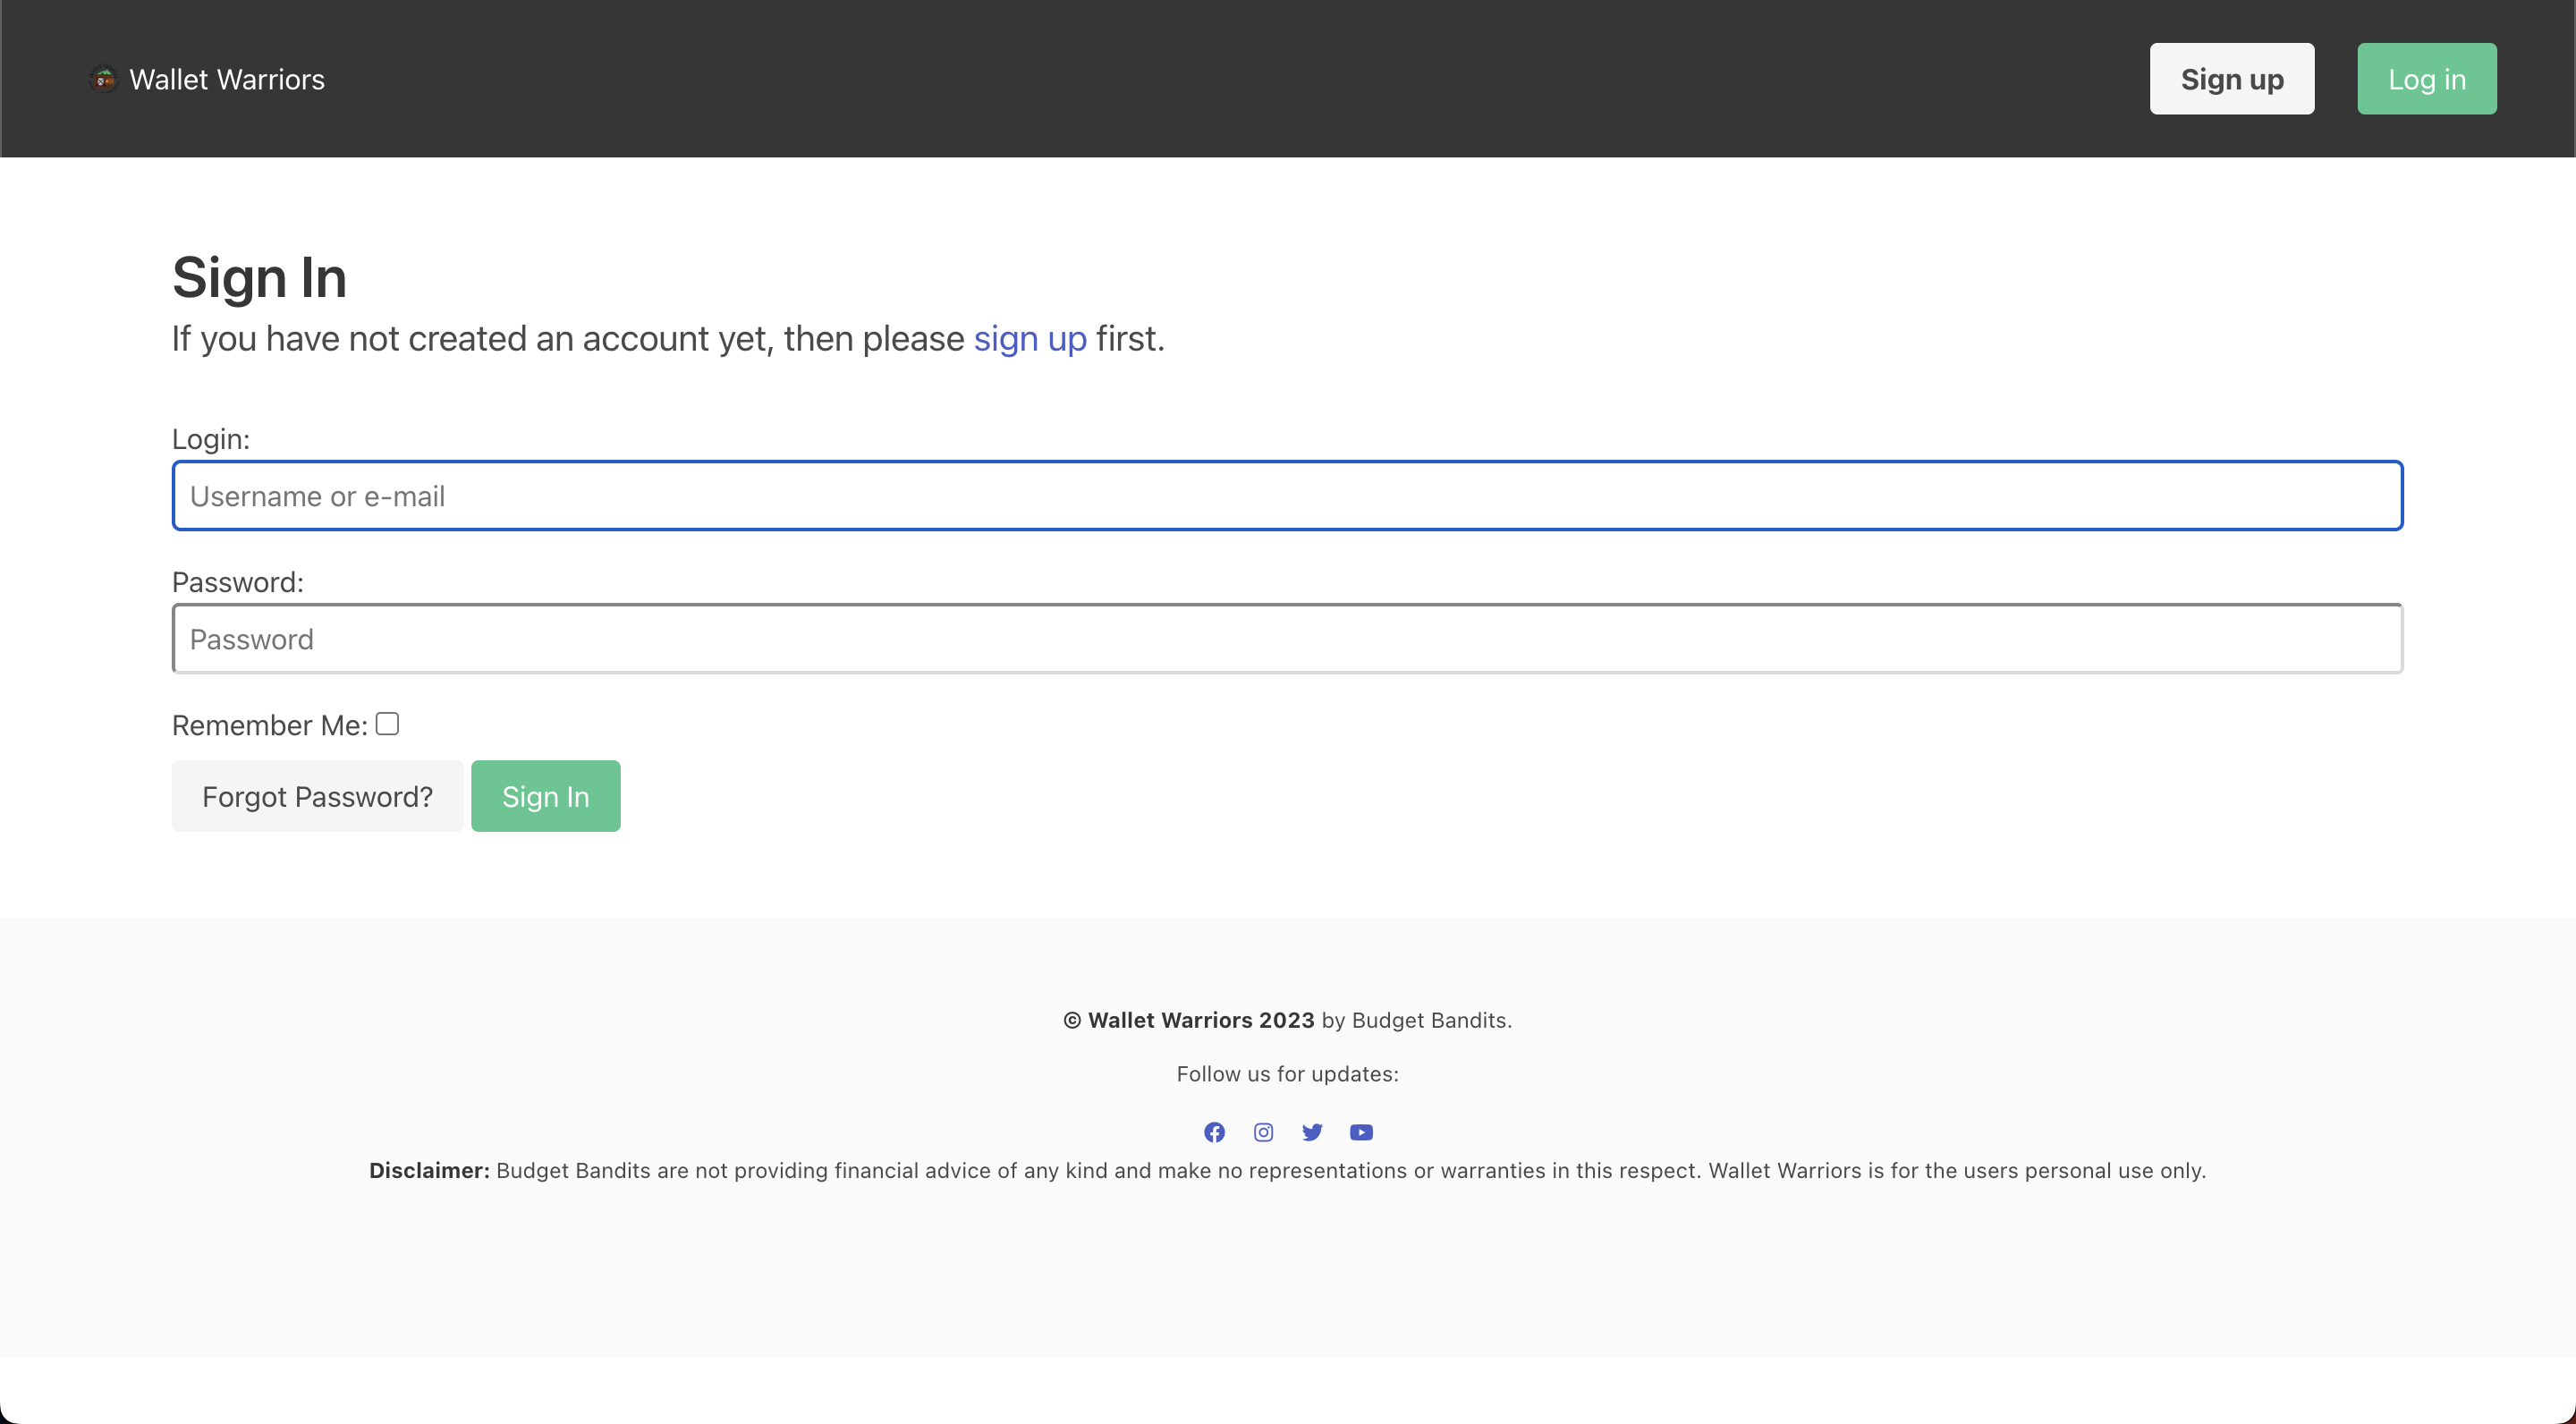 Wallet Warriors
Sign up
Log in
Sign In
If you have not created an account yet, then please sign up first.
Login:
Username or e-mail
Password:
Password
Remember Me:
Forgot Password?
Sign In
© Wallet Warriors 2023 by Budget Bandits.
Follow us for updates:
Disclaimer: Budget Bandits are not providing financial advice of any kind and make no representations or warranties in this respect. Wallet Warriors is for the users personal use only.